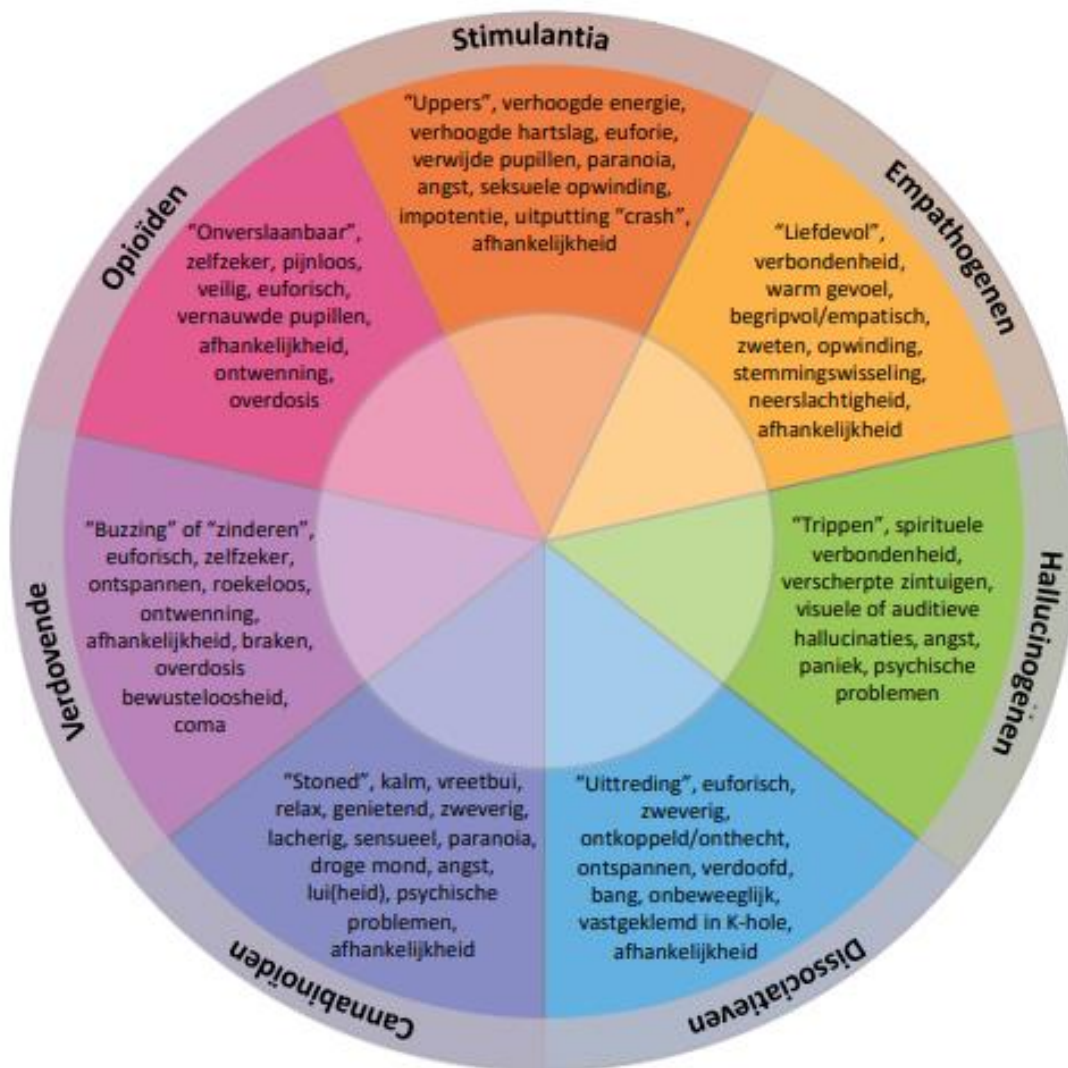 Stimulantia
"Uppers", verhoogde energie,
verhoogde hartslag, euforie,
verwijde pupillen, paranoia,
angst, seksuele opwinding,
impotentie, uitputting "crash",
afhankelijkheid
Empathogenen
"Liefdevol",
verbondenheid,
warm gevoel,
begripvol/empatisch,
zweten, opwinding,
stemmingswisseling,
neerslachtigheid,
afhankelijkheid
Hallucinogënen
"Trippen", spirituele
verbondenheid,
verscherpte zintuigen,
visuele of auditieve
hallucinaties, angst,
paniek, psychische
problemen
Dissociatieven
"Uittreding", euforisch,
zweverig,
ontkoppeld/onthecht,
ontspannen, verdoofd,
bang, onbeweeglijk,
vastgeklemd in K-hole,
afhankelijkheid
Cannabinoïden
"Stoned", kalm, vreetbui,
relax, genietend, zweverig,
lacherig, sensueel, paranoia,
droge mond, angst,
lui(heid), psychische
problemen,
afhankelijkheid
Verdovende
"Buzzing" of "zinderen",
euforisch, zelfzeker,
ontspannen, roekeloos,
ontwenning,
afhankelijkheid, braken,
overdosis
bewusteloosheid,
coma
Opioïden
"Onverslaanbaar",
zelfzeker, pijnloos,
veilig, euforisch,
vernauwde pupillen,
afhankelijkheid,
ontwenning,
overdosis